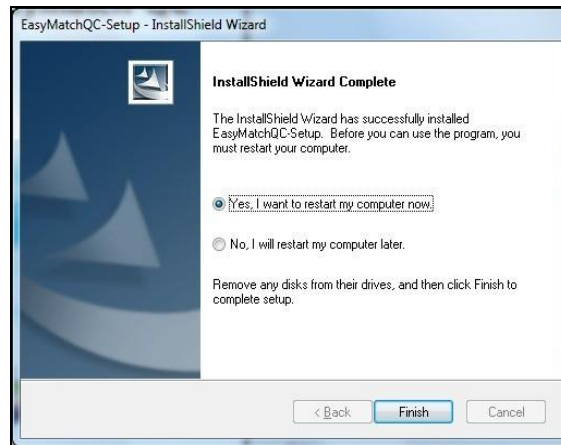 EasyMatchQC-Setup - InstallShield Wizard
InstallShield Wizard Complete
The InstallShield Wizard has successfully installed
EasyMatchQC-Setup. Before you can use the program, you
must restart your computer.
Yes, I want to restart my computer now.
No, I will restart my computer later.
Remove any disks from their drives, and then click Finish to
complete setup.
< Back
Finish
Cancel